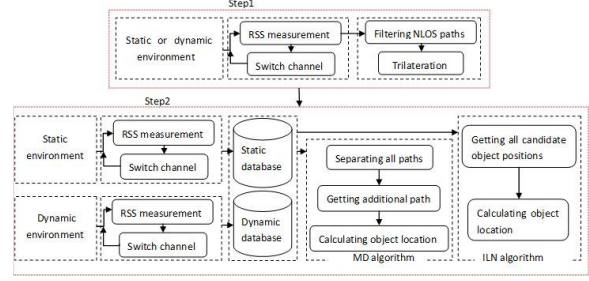 Step1
Static or dynamic
environment
RSS measurement
Switch channel
Filtering NLOS paths
Trilateration
Step2
Static
environment
RSS measurement
Switch channel
Static
database
Dynamic
environment
RSS measurement
Switch channel
Dynamic
database
Separating all paths
Getting additional path
Calculating object location
MD algorithm
Getting all candidate
object positions
Calculating object
location
ILN algorithm